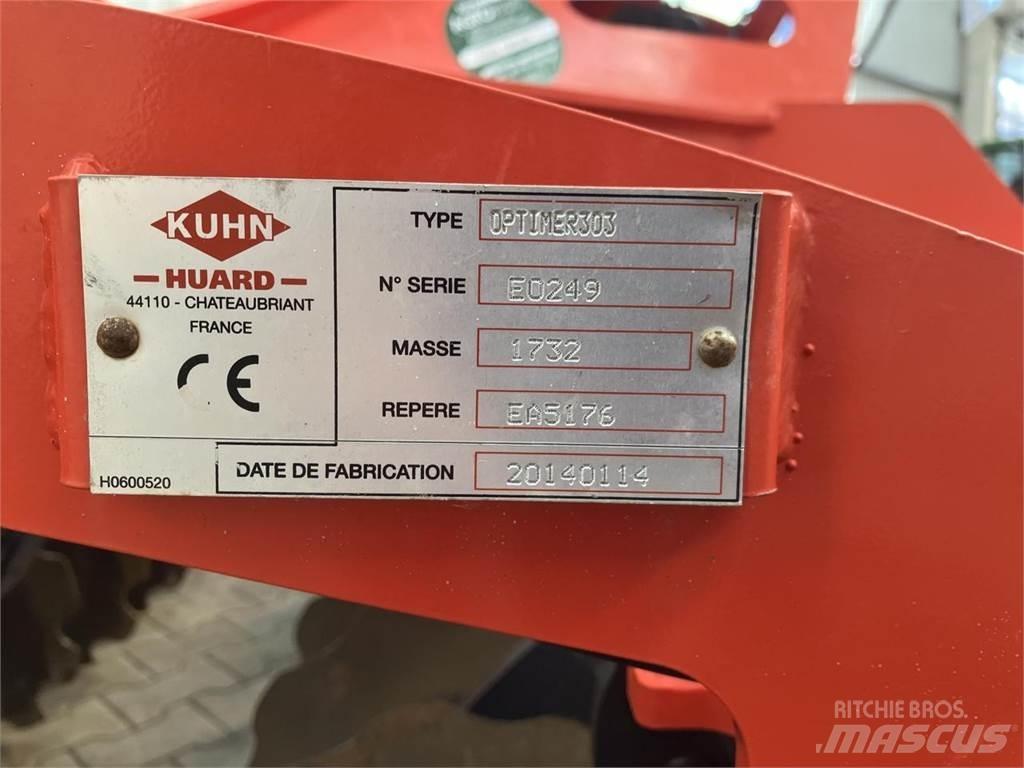 KUHN
HUARD
44110 - CHATEAUBRIANT
FRANCE
CE
H0600520
TYPE OPTIMER303
N° SERIE E0249
MASSE 1732
REPERE EA5176
DATE DE FABRICATION 20140114
RITCHIE BROS.
MASCUS